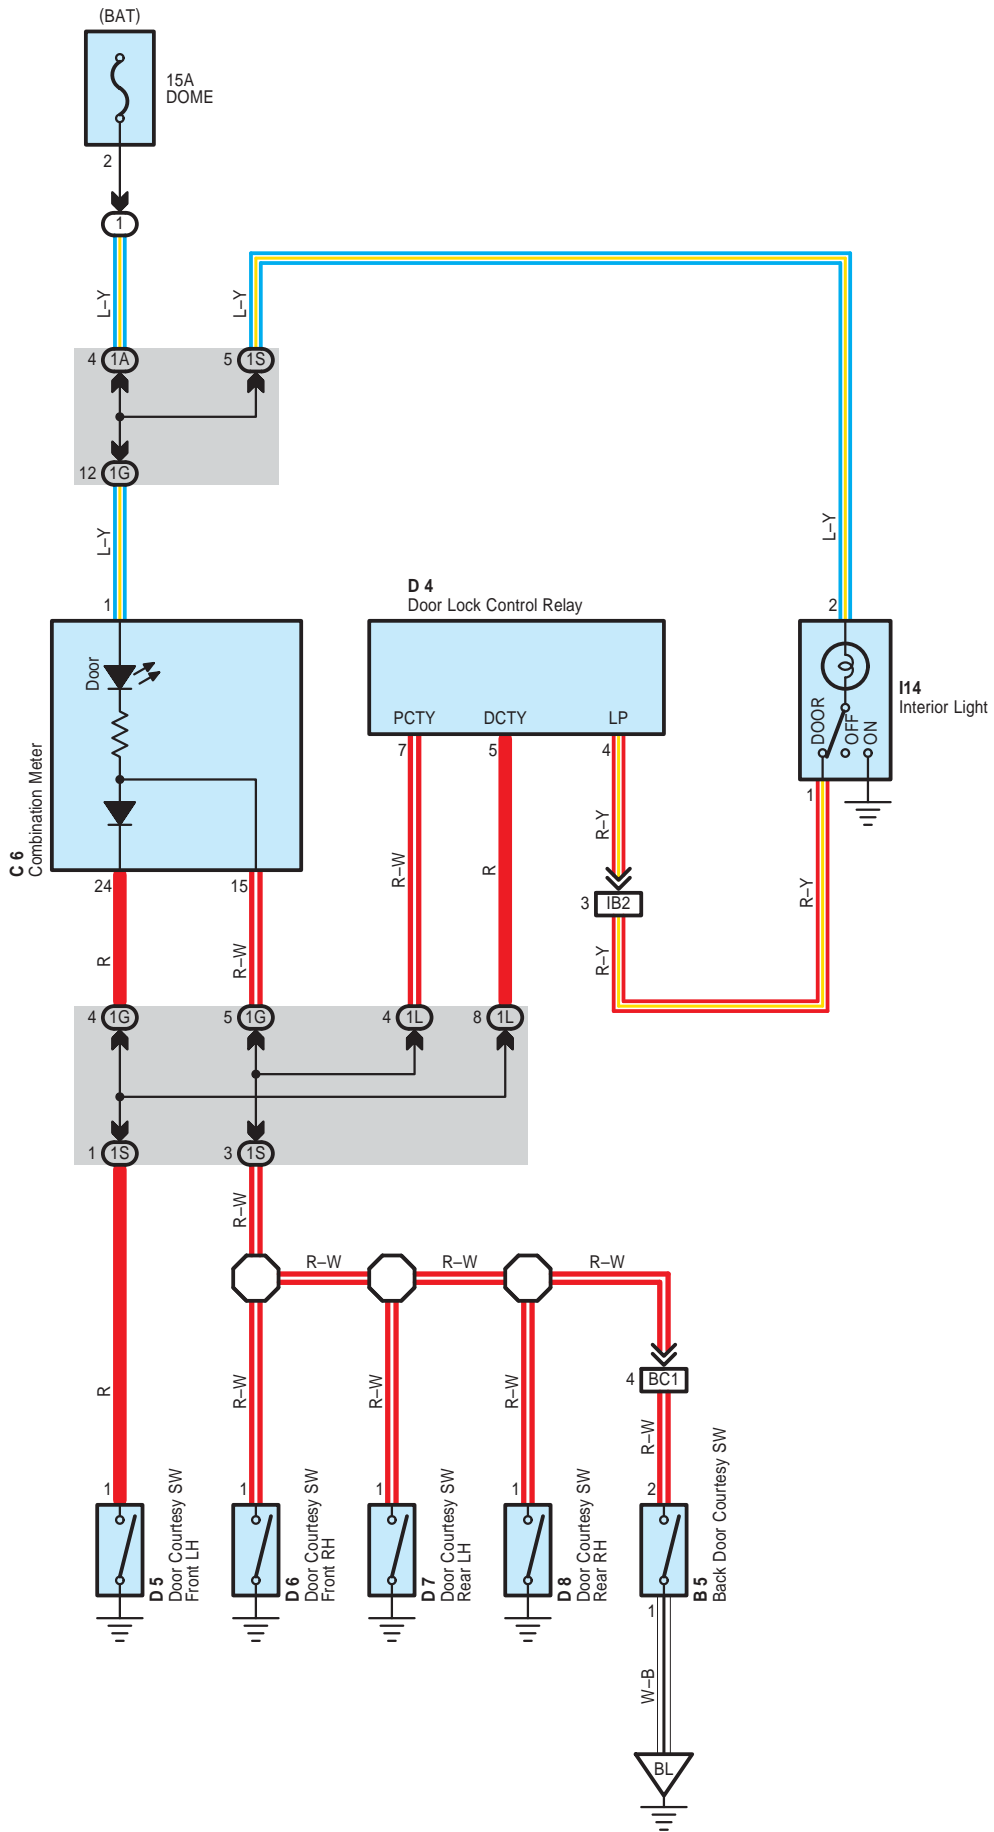 (BAT)
15A
DOME
2
1
L–Y
L–Y
4 1A
5 1S
12 1G
L–Y
L–Y
1
D 4
Door Lock Control Relay
2
Door
PCTY
DCTY
LP
DOOR
OFF
ON
I14
Interior Light
7
5
4
1
C 6
Combination Meter
R–Y
24
15
R–W
R
3 IB2
R–Y
R
R–W
R–Y
4 1G
5 1G
4 1L
8 1L
1 1S
3 1S
R–W
R–W
R–W
R–W
4 BC1
R
R–W
R–W
R–W
R–W
1
1
1
1
2
D 5
Door Courtesy SW
Front LH
D 6
Door Courtesy SW
Front RH
D 7
Door Courtesy SW
Rear LH
D 8
Door Courtesy SW
Rear RH
B 5
Back Door Courtesy SW
1
W–B
BL